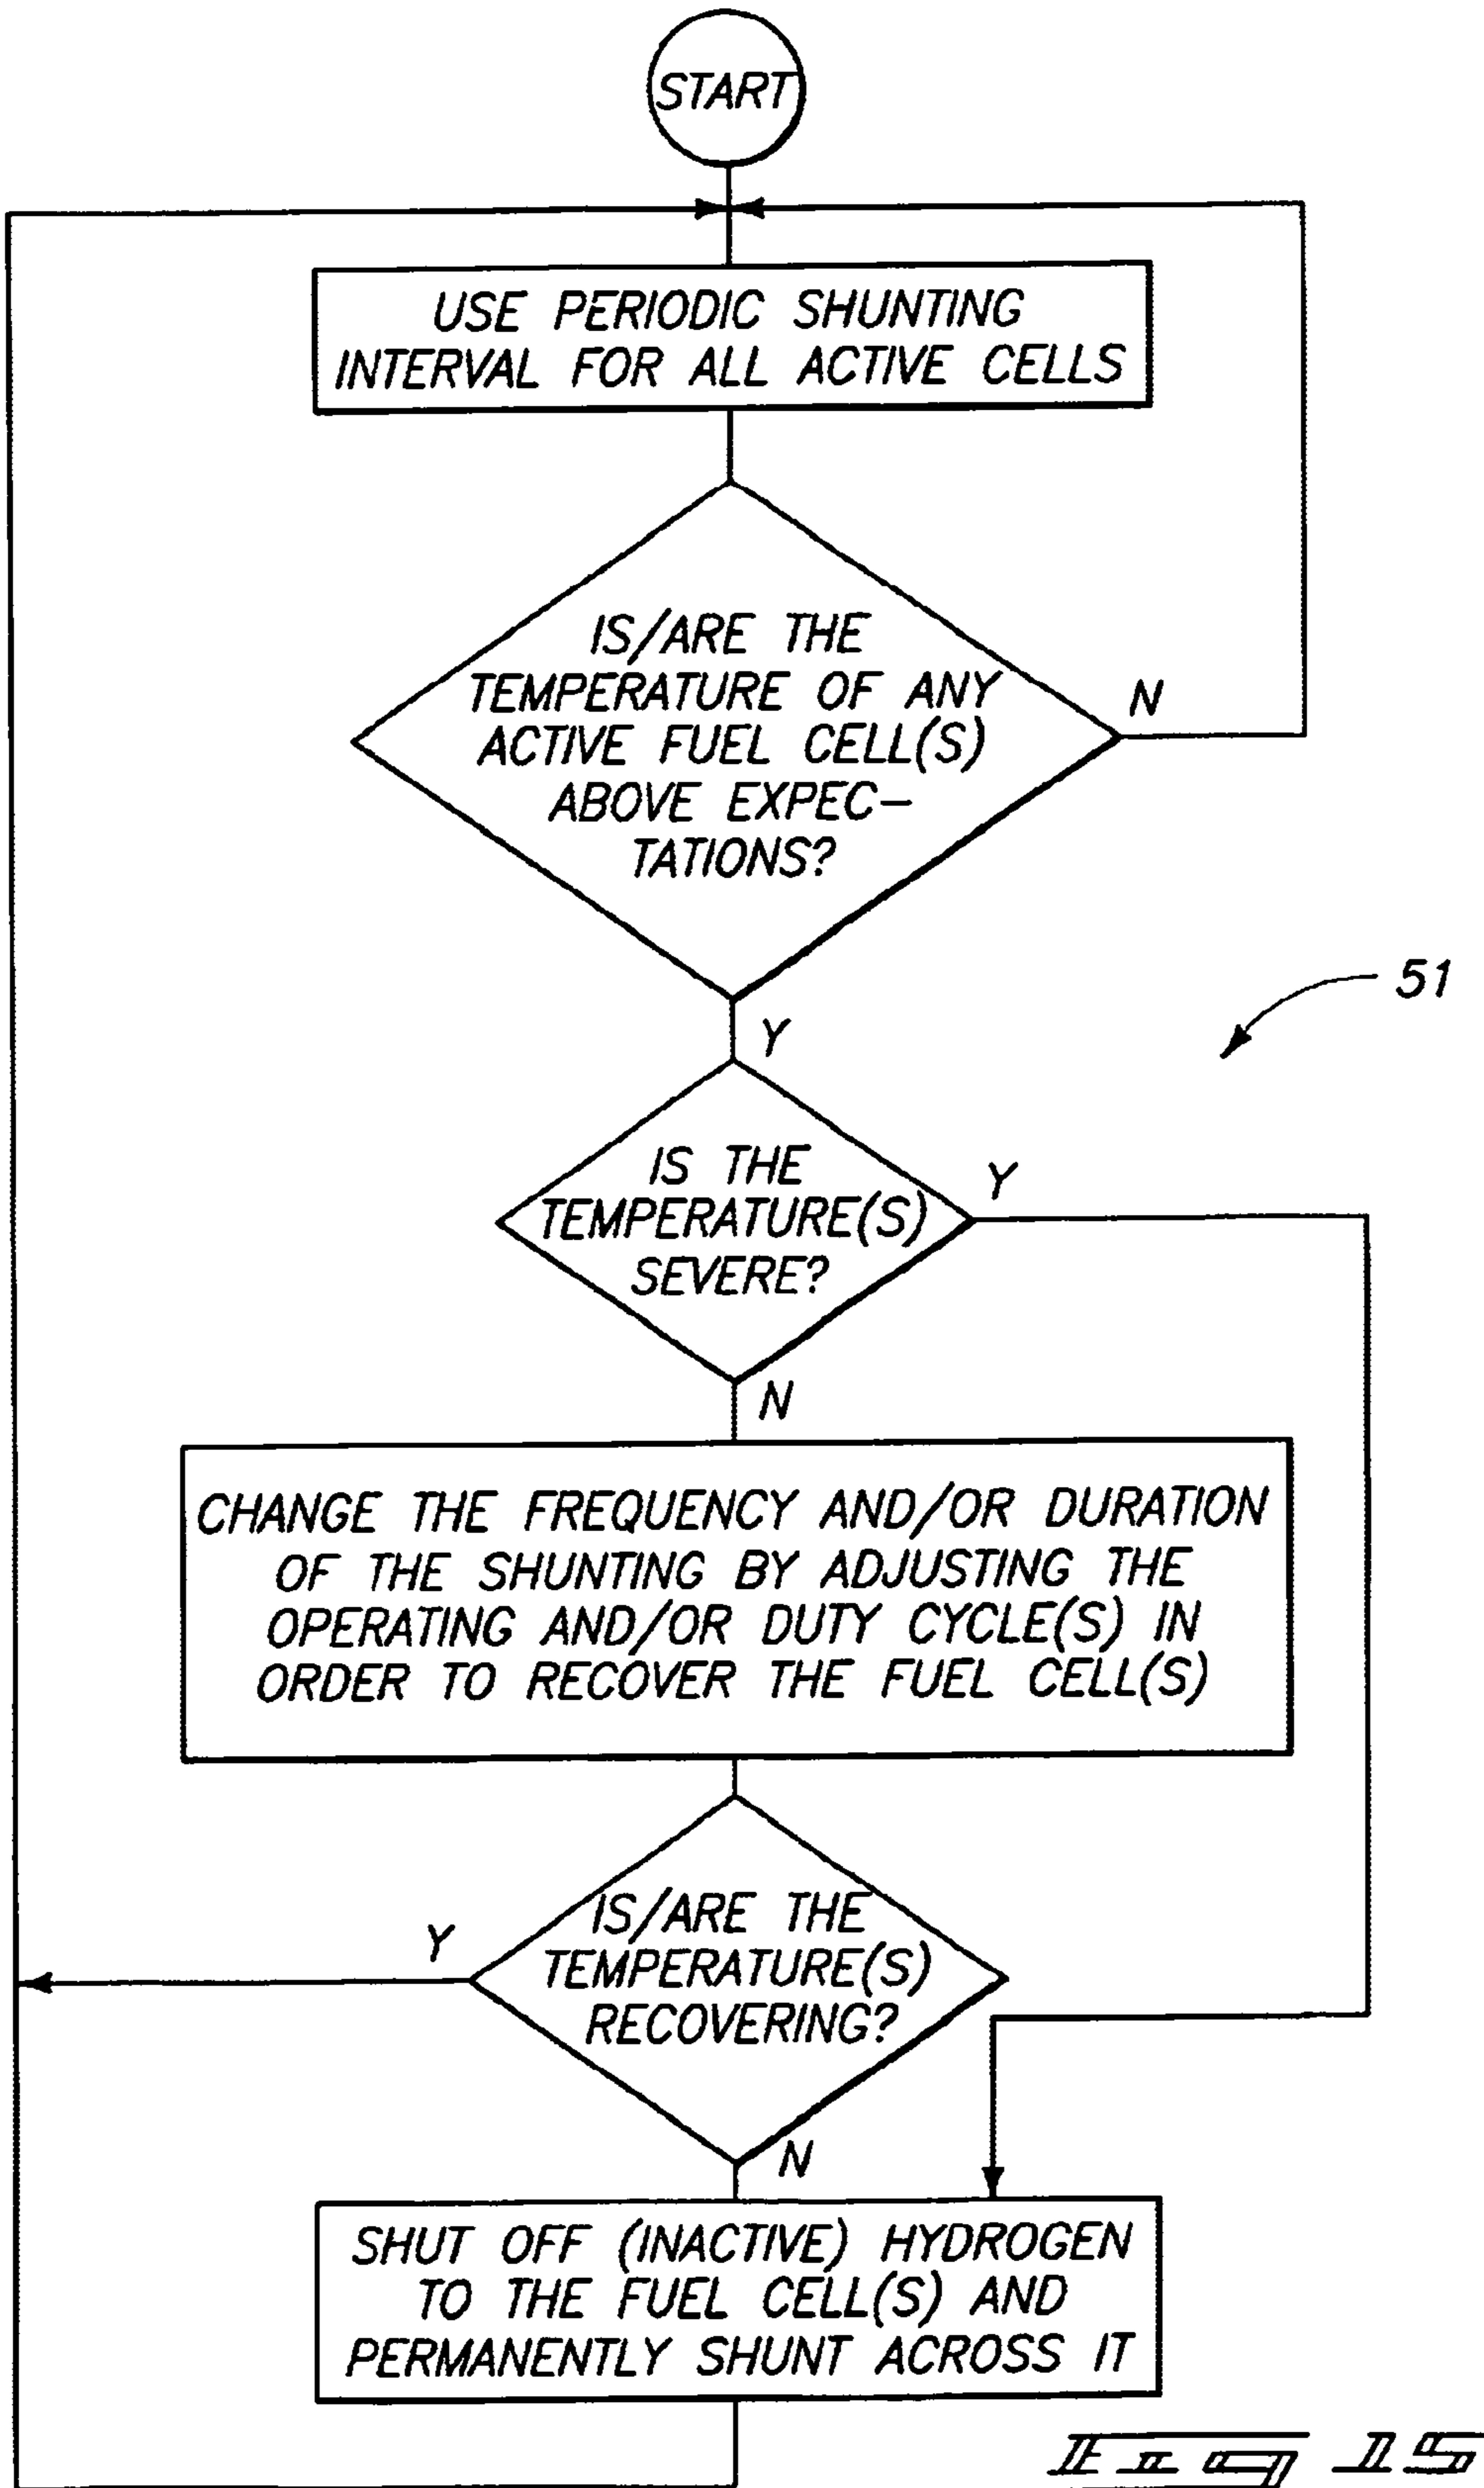 START
USE PERIODIC SHUNTING
INTERVAL FOR ALL ACTIVE CELLS
IS/ARE THE
TEMPERATURE OF ANY
ACTIVE FUEL CELL(S)
ABOVE EXPEC-
TATIONS?
N
51
Y
IS THE
TEMPERATURE(S)
SEVERE?
Y
N
CHANGE THE FREQUENCY AND/OR DURATION
OF THE SHUNTING BY ADJUSTING THE
OPERATING AND/OR DUTY CYCLE(S) IN
ORDER TO RECOVER THE FUEL CELL(S)
IS/ARE THE
TEMPERATURE(S)
RECOVERING?
Y
N
SHUT OFF (INACTIVE) HYDROGEN
TO THE FUEL CELL(S) AND
PERMANENTLY SHUNT ACROSS IT
Fig 15